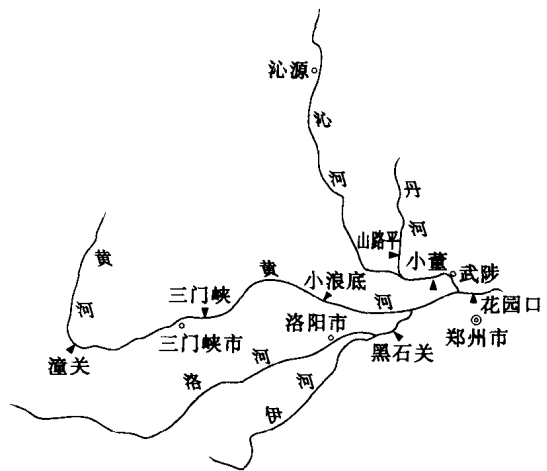 沁源
沁河
丹河
山路平
小董
武陟
黄河
三门峡
黄河
小浪底
花园口
郑州市
三门峡市
洛阳市
黑石关
潼关
洛河
伊河